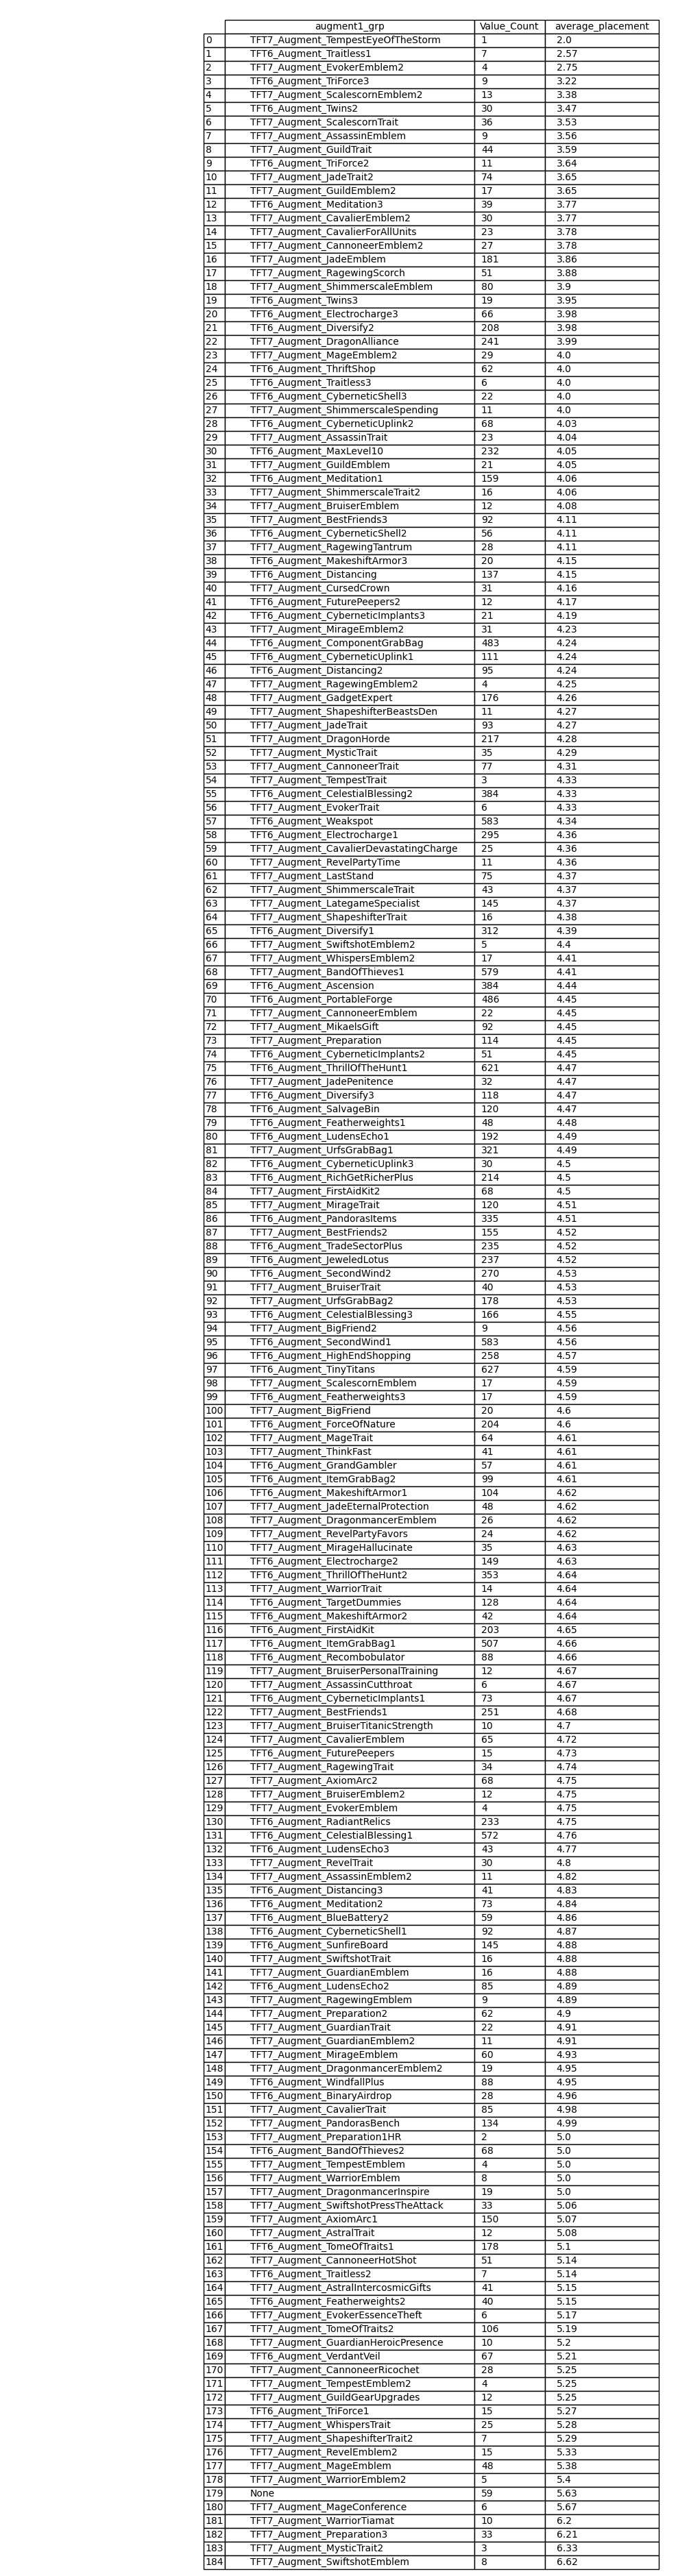 augment1_grp Value_Count average_placement
0 TFT7_Augment_TempestEyeOfTheStorm 1 2.0
1 TFT6_Augment_Traitless1 7 2.57
2 TFT7_Augment_EvokerEmblem2 4 2.75
3 TFT6_Augment_TriForce3 9 3.22
4 TFT7_Augment_ScalescornEmblem2 13 3.38
5 TFT6_Augment_Twins2 30 3.47
6 TFT7_Augment_ScalescornTrait 36 3.53
7 TFT7_Augment_AssassinEmblem 9 3.56
8 TFT7_Augment_GuildTrait 44 3.59
9 TFT6_Augment_TriForce2 11 3.64
10 TFT7_Augment_JadeTrait2 74 3.65
11 TFT7_Augment_GuildEmblem2 17 3.65
12 TFT6_Augment_Meditation3 39 3.77
13 TFT7_Augment_CavalierEmblem2 30 3.77
14 TFT7_Augment_CavalierForAllUnits 23 3.78
15 TFT7_Augment_CannoneerEmblem2 27 3.78
16 TFT7_Augment_JadeEmblem 181 3.86
17 TFT7_Augment_RagewingScorch 51 3.88
18 TFT7_Augment_ShimmerscaleEmblem 80 3.9
19 TFT6_Augment_Twins3 19 3.95
20 TFT6_Augment_Electrocharge3 66 3.98
21 TFT6_Augment_Diversify2 208 3.98
22 TFT7_Augment_DragonAlliance 241 3.99
23 TFT7_Augment_MageEmblem2 29 4.0
24 TFT6_Augment_ThriftShop 62 4.0
25 TFT6_Augment_Traitless3 6 4.0
26 TFT6_Augment_CyberneticShell3 22 4.0
27 TFT7_Augment_ShimmerscaleSpending 11 4.0
28 TFT6_Augment_CyberneticUplink2 68 4.03
29 TFT7_Augment_AssassinTrait 23 4.04
30 TFT6_Augment_MaxLevel10 232 4.05
31 TFT7_Augment_GuildEmblem 21 4.05
32 TFT6_Augment_Meditation1 159 4.06
33 TFT7_Augment_ShimmerscaleTrait2 16 4.06
34 TFT7_Augment_BruiserEmblem 12 4.08
35 TFT7_Augment_BestFriends3 92 4.11
36 TFT6_Augment_CyberneticShell2 56 4.11
37 TFT7_Augment_RagewingTantrum 28 4.11
38 TFT6_Augment_MakeshiftArmor3 20 4.15
39 TFT6_Augment_Distancing 137 4.15
40 TFT7_Augment_CursedCrown 31 4.16
41 TFT6_Augment_FuturePeepers2 12 4.17
42 TFT6_Augment_CyberneticImplants3 21 4.19
43 TFT7_Augment_MirageEmblem2 31 4.23
44 TFT6_Augment_ComponentGrabBag 483 4.24
45 TFT6_Augment_CyberneticUplink1 111 4.24
46 TFT6_Augment_Distancing2 95 4.24
47 TFT7_Augment_RagewingEmblem2 4 4.25
48 TFT7_Augment_GadgetExpert 176 4.26
49 TFT7_Augment_ShapeshifterBeastsDen 11 4.27
50 TFT7_Augment_JadeTrait 93 4.27
51 TFT7_Augment_DragonHorde 217 4.28
52 TFT7_Augment_MysticTrait 35 4.29
53 TFT7_Augment_CannoneerTrait 77 4.31
54 TFT7_Augment_TempestTrait 3 4.33
55 TFT6_Augment_CelestialBlessing2 384 4.33
56 TFT7_Augment_EvokerTrait 6 4.33
57 TFT6_Augment_Weakspot 583 4.34
58 TFT6_Augment_Electrocharge1 295 4.36
59 TFT7_Augment_CavalierDevastatingCharge 25 4.36
60 TFT7_Augment_RevelPartyTime 11 4.36
61 TFT7_Augment_LastStand 75 4.37
62 TFT7_Augment_ShimmerscaleTrait 43 4.37
63 TFT7_Augment_LategameSpecialist 145 4.37
64 TFT7_Augment_ShapeshifterTrait 16 4.38
65 TFT6_Augment_Diversify1 312 4.39
66 TFT7_Augment_SwiftshotEmblem2 5 4.4
67 TFT7_Augment_WhispersEmblem2 17 4.41
68 TFT7_Augment_BandOfThieves1 579 4.41
69 TFT6_Augment_Ascension 384 4.44
70 TFT6_Augment_PortableForge 486 4.45
71 TFT7_Augment_CannoneerEmblem 22 4.45
72 TFT7_Augment_MikaelsGift 92 4.45
73 TFT7_Augment_Preparation 114 4.45
74 TFT6_Augment_CyberneticImplants2 51 4.45
75 TFT6_Augment_ThrillOfTheHunt1 621 4.47
76 TFT7_Augment_JadePenitence 32 4.47
77 TFT6_Augment_Diversify3 118 4.47
78 TFT6_Augment_SalvageBin 120 4.47
79 TFT6_Augment_Featherweights1 48 4.48
80 TFT6_Augment_LudensEcho1 192 4.49
81 TFT7_Augment_UrfsGrabBag1 321 4.49
82 TFT6_Augment_CyberneticUplink3 30 4.5
83 TFT6_Augment_RichGetRicherPlus 214 4.5
84 TFT7_Augment_FirstAidKit2 68 4.5
85 TFT7_Augment_MirageTrait 120 4.51
86 TFT6_Augment_PandorasItems 335 4.51
87 TFT7_Augment_BestFriends2 155 4.52
88 TFT6_Augment_TradeSectorPlus 235 4.52
89 TFT6_Augment_JeweledLotus 237 4.52
90 TFT6_Augment_SecondWind2 270 4.53
91 TFT7_Augment_BruiserTrait 40 4.53
92 TFT7_Augment_UrfsGrabBag2 178 4.53
93 TFT6_Augment_CelestialBlessing3 166 4.55
94 TFT7_Augment_BigFriend2 9 4.56
95 TFT6_Augment_SecondWind1 583 4.56
96 TFT6_Augment_HighEndShopping 258 4.57
97 TFT6_Augment_TinyTitans 627 4.59
98 TFT7_Augment_ScalescornEmblem 17 4.59
99 TFT6_Augment_Featherweights3 17 4.59
100 TFT7_Augment_BigFriend 20 4.6
101 TFT6_Augment_ForceOfNature 204 4.6
102 TFT7_Augment_MageTrait 64 4.61
103 TFT7_Augment_ThinkFast 41 4.61
104 TFT6_Augment_GrandGambler 57 4.61
105 TFT6_Augment_ItemGrabBag2 99 4.61
106 TFT6_Augment_MakeshiftArmor1 104 4.62
107 TFT7_Augment_JadeEternalProtection 48 4.62
108 TFT7_Augment_DragonmancerEmblem 26 4.62
109 TFT7_Augment_RevelPartyFavors 24 4.62
110 TFT7_Augment_MirageHallucinate 35 4.63
111 TFT6_Augment_Electrocharge2 149 4.63
112 TFT6_Augment_ThrillOfTheHunt2 353 4.64
113 TFT7_Augment_WarriorTrait 14 4.64
114 TFT6_Augment_TargetDummies 128 4.64
115 TFT6_Augment_MakeshiftArmor2 42 4.64
116 TFT6_Augment_FirstAidKit 203 4.65
117 TFT6_Augment_ItemGrabBag1 507 4.66
118 TFT6_Augment_Recombobulator 88 4.66
119 TFT7_Augment_BruiserPersonalTraining 12 4.67
120 TFT7_Augment_AssassinCutthroat 6 4.67
121 TFT6_Augment_CyberneticImplants1 73 4.67
122 TFT7_Augment_BestFriends1 251 4.68
123 TFT7_Augment_BruiserTitanicStrength 10 4.7
124 TFT7_Augment_CavalierEmblem 65 4.72
125 TFT6_Augment_FuturePeepers 15 4.73
126 TFT7_Augment_RagewingTrait 34 4.74
127 TFT7_Augment_AxiomArc2 68 4.75
128 TFT7_Augment_BruiserEmblem2 12 4.75
129 TFT7_Augment_EvokerEmblem 4 4.75
130 TFT6_Augment_RadiantRelics 233 4.75
131 TFT6_Augment_CelestialBlessing1 572 4.76
132 TFT6_Augment_LudensEcho3 43 4.77
133 TFT7_Augment_RevelTrait 30 4.8
134 TFT7_Augment_AssassinEmblem2 11 4.82
135 TFT6_Augment_Distancing3 41 4.83
136 TFT6_Augment_Meditation2 73 4.84
137 TFT6_Augment_BlueBattery2 59 4.86
138 TFT6_Augment_CyberneticShell1 92 4.87
139 TFT6_Augment_SunfireBoard 145 4.88
140 TFT7_Augment_SwiftshotTrait 16 4.88
141 TFT7_Augment_GuardianEmblem 16 4.88
142 TFT6_Augment_LudensEcho2 85 4.89
143 TFT7_Augment_RagewingEmblem 9 4.89
144 TFT7_Augment_Preparation2 62 4.9
145 TFT7_Augment_GuardianTrait 22 4.91
146 TFT7_Augment_GuardianEmblem2 11 4.91
147 TFT7_Augment_MirageEmblem 60 4.93
148 TFT7_Augment_DragonmancerEmblem2 19 4.95
149 TFT6_Augment_WindfallPlus 88 4.95
150 TFT6_Augment_BinaryAirdrop 28 4.96
151 TFT7_Augment_CavalierTrait 85 4.98
152 TFT7_Augment_PandorasBench 134 4.99
153 TFT7_Augment_Preparation1HR 2 5.0
154 TFT6_Augment_BandOfThieves2 68 5.0
155 TFT7_Augment_TempestEmblem 4 5.0
156 TFT7_Augment_WarriorEmblem 8 5.0
157 TFT7_Augment_DragonmancerInspire 19 5.0
158 TFT7_Augment_SwiftshotPressTheAttack 33 5.06
159 TFT7_Augment_AxiomArc1 150 5.07
160 TFT7_Augment_AstralTrait 12 5.08
161 TFT6_Augment_TomeOfTraits1 178 5.1
162 TFT7_Augment_CannoneerHotShot 51 5.14
163 TFT6_Augment_Traitless2 7 5.14
164 TFT7_Augment_AstralIntercosmicGifts 41 5.15
165 TFT6_Augment_Featherweights2 40 5.15
166 TFT7_Augment_EvokerEssenceTheft 6 5.17
167 TFT7_Augment_TomeOfTraits2 106 5.19
168 TFT7_Augment_GuardianHeroicPresence 10 5.2
169 TFT6_Augment_VerdantVeil 67 5.21
170 TFT7_Augment_CannoneerRicochet 28 5.25
171 TFT7_Augment_TempestEmblem2 4 5.25
172 TFT7_Augment_GuildGearUpgrades 12 5.25
173 TFT6_Augment_TriForce1 15 5.27
174 TFT7_Augment_WhispersTrait 25 5.28
175 TFT7_Augment_ShapeshifterTrait2 7 5.29
176 TFT7_Augment_RevelEmblem2 15 5.33
177 TFT7_Augment_MageEmblem 48 5.38
178 TFT7_Augment_WarriorEmblem2 5 5.4
179 None 59 5.63
180 TFT7_Augment_MageConference 6 5.67
181 TFT7_Augment_WarriorTiamat 10 6.2
182 TFT7_Augment_Preparation3 33 6.21
183 TFT7_Augment_MysticTrait2 3 6.33
184 TFT7_Augment_SwiftshotEmblem 8 6.62